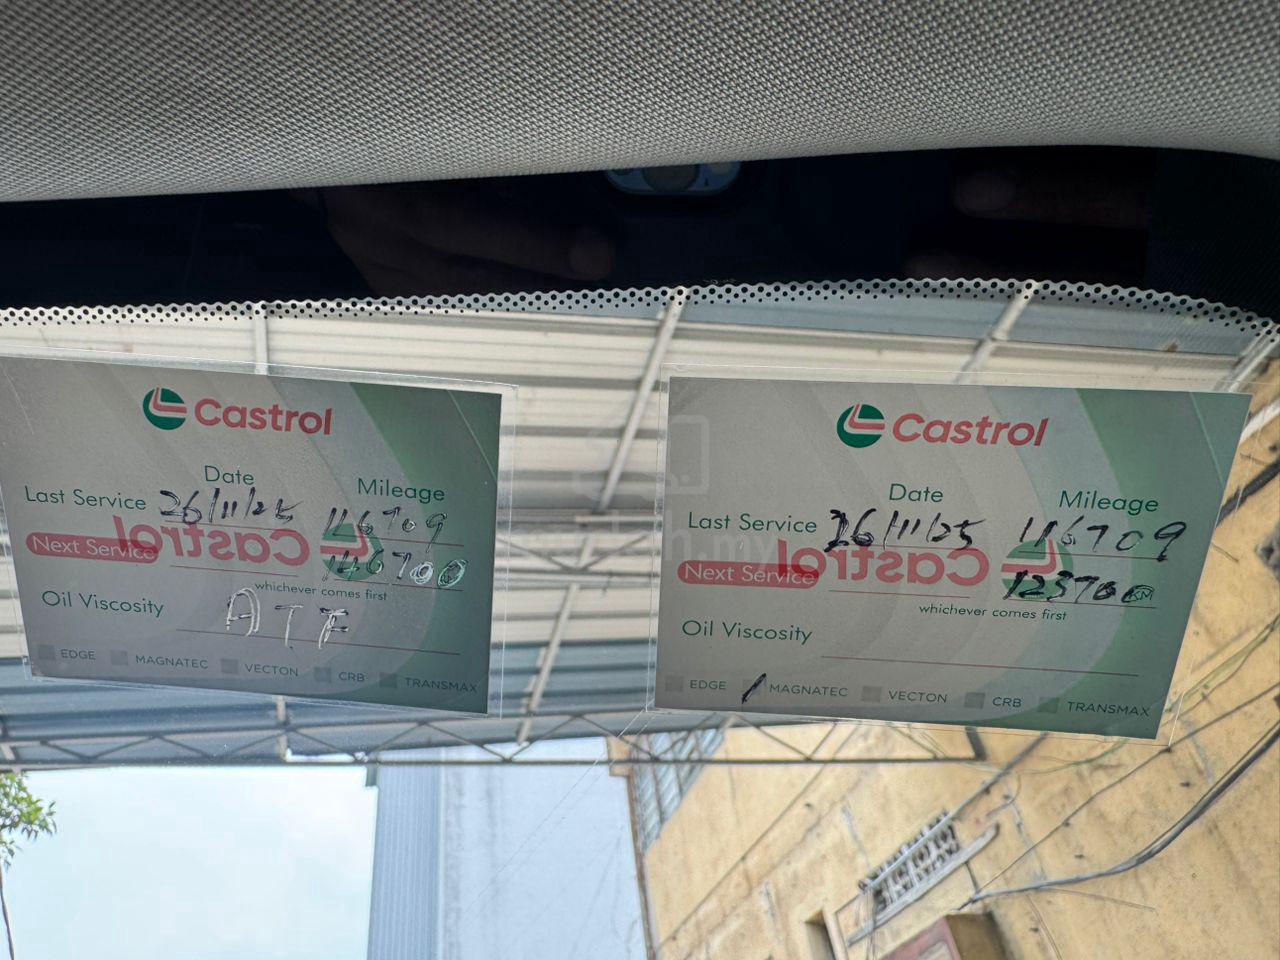 Castrol
Date Mileage
Last Service 26/11/25 116709
Next Service 146700
whichever comes first
Oil Viscosity ATF
EDGE MAGNATEC VECTON CRB TRANSMAX
Castrol
Date Mileage
Last Service 26/11/25 116709
Next Service 123700 KM
whichever comes first
Oil Viscosity
EDGE MAGNATEC VECTON CRB TRANSMAX